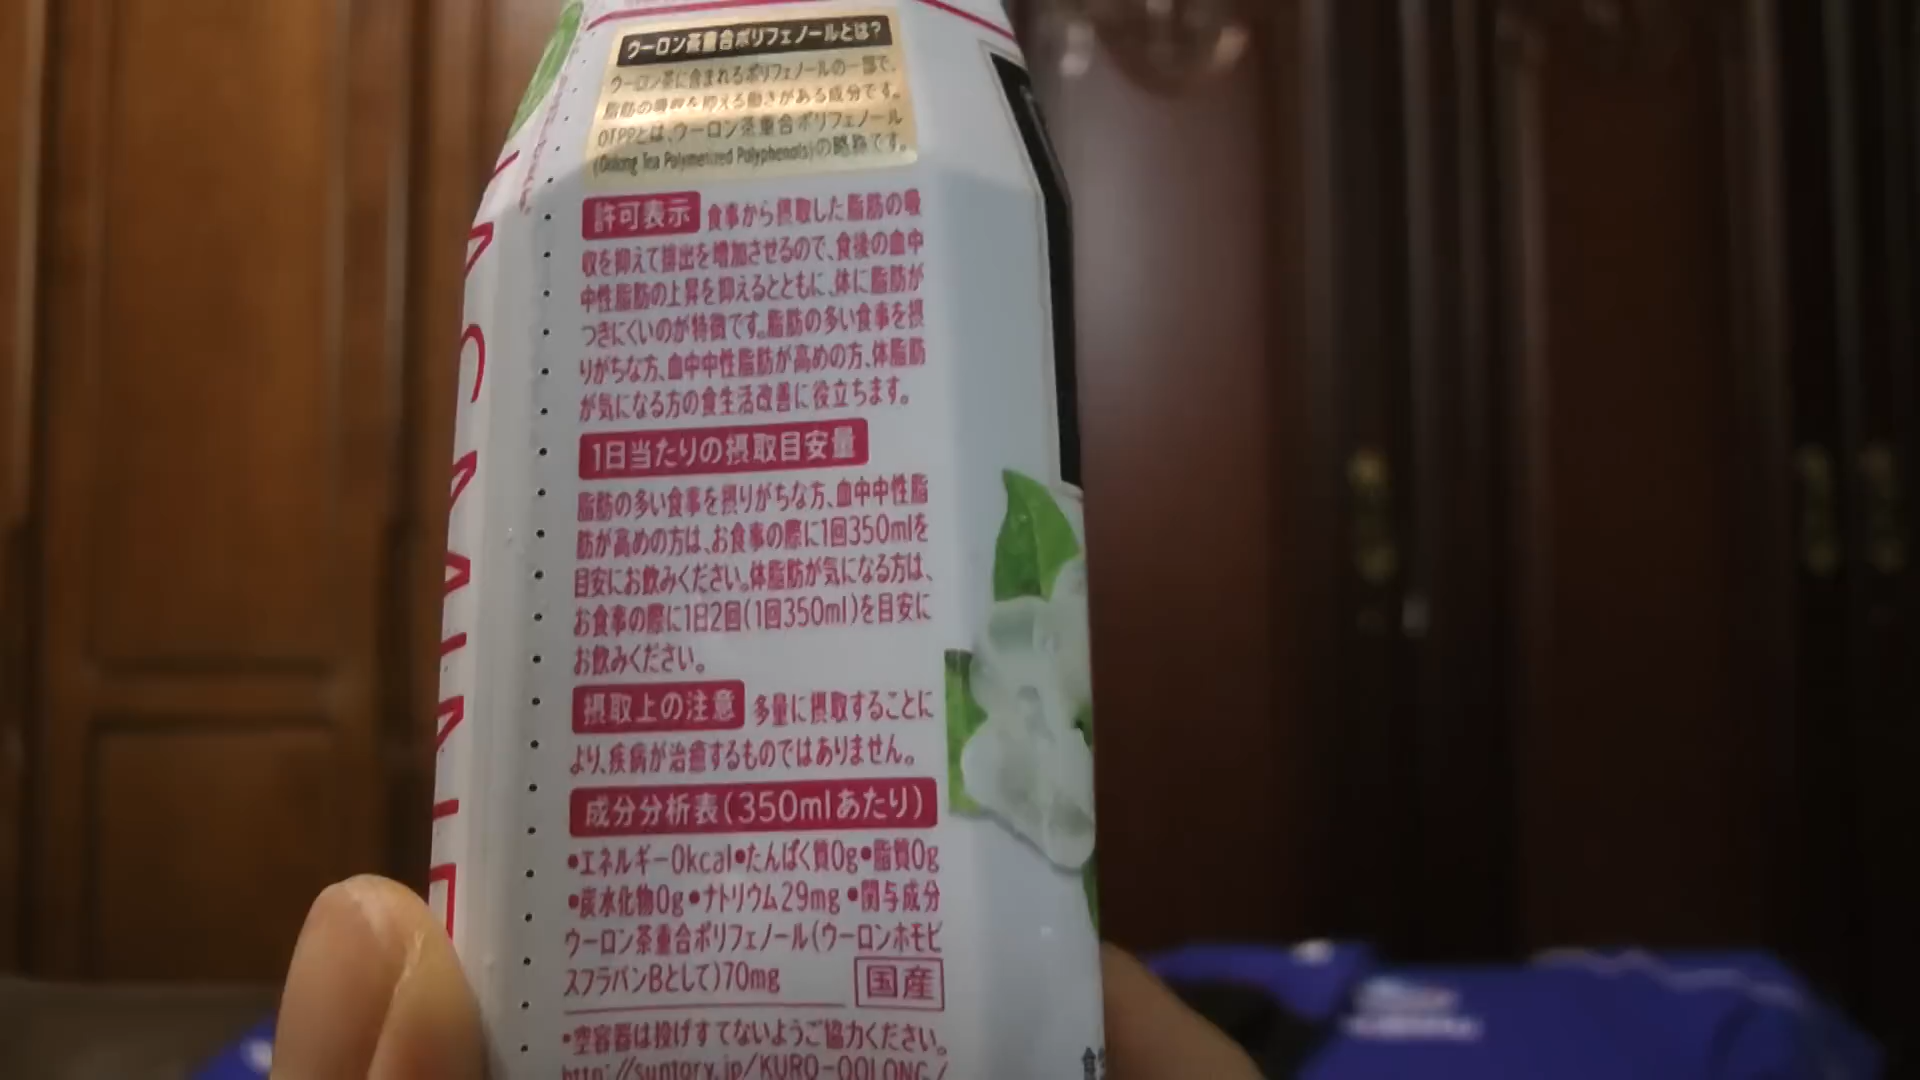 ウーロン茶重合ポリフェノールとは?
ウーロン茶に含まれるポリフェノールの一部で、
脂肪の吸収を抑える働きがある成分です。
OTPPとは、ウーロン茶重合ポリフェノール
(Oolong Tea Polymerized Polyphenols)の略称です。
許可表示 食事から摂取した脂肪の吸
収を抑えて排出を増加させるので、食後の血中
中性脂肪の上昇を抑えるとともに、体に脂肪が
つきにくいのが特徴です。脂肪の多い食事を摂
りがちな方、血中中性脂肪が高めの方、体脂肪
が気になる方の食生活改善に役立ちます。
1日当たりの摂取目安量
脂肪の多い食事を摂りがちな方、血中中性脂
肪が高めの方は、お食事の際に1回350mlを
目安にお飲みください。体脂肪が気になる方は、
お食事の際に1日2回(1回350ml)を目安に
お飲みください。
摂取上の注意 多量に摂取することに
より、疾病が治癒するものではありません。
成分分析表(350mlあたり)
•エネルギー0kcal•たんぱく質0g•脂質0g
•炭水化物0g•ナトリウム29mg •関与成分
ウーロン茶重合ポリフェノール(ウーロンホモビ
スフラバンBとして)70mg 国産
•空容器は投げすてないようご協力ください。
http://suntory.jp/KURO-OOLONG/